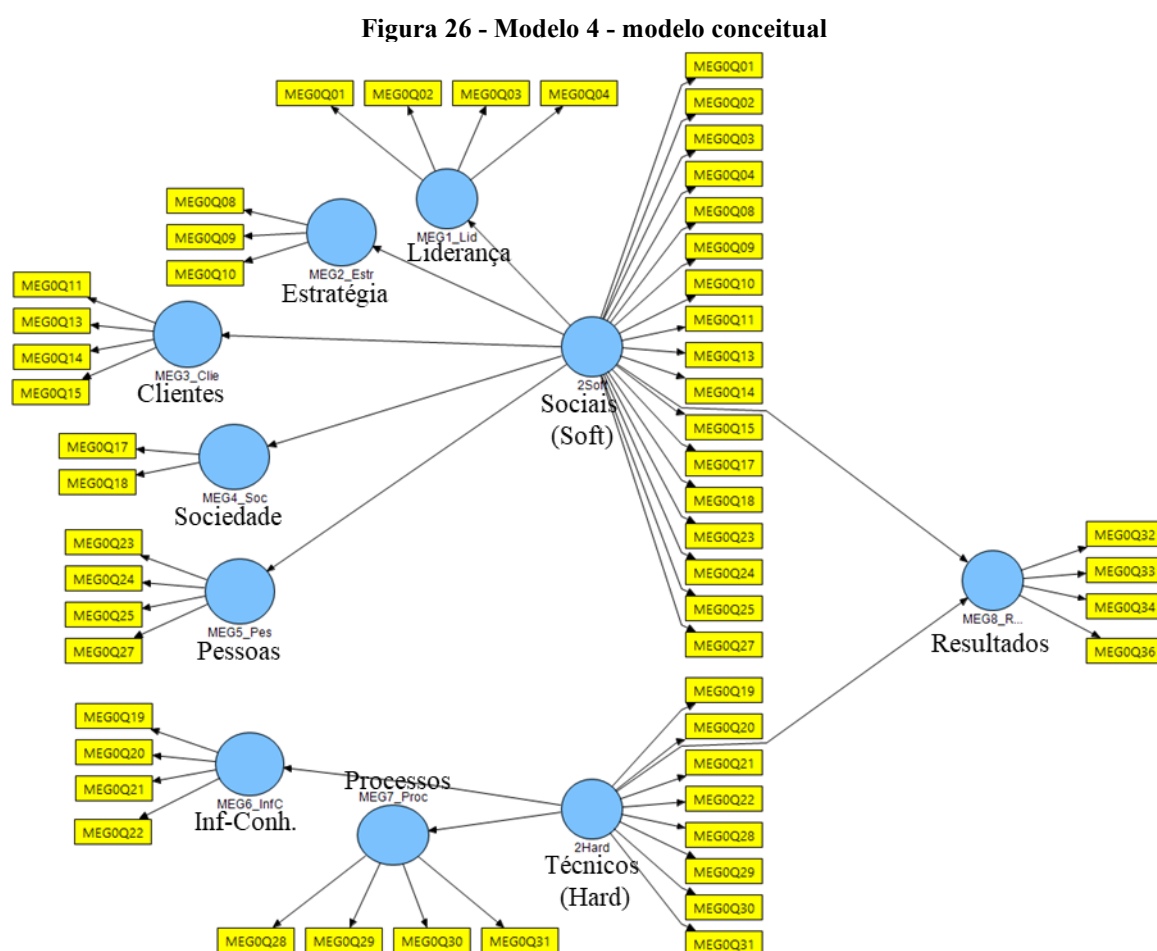 Figura 26 - Modelo 4 - modelo conceitual
MEG0Q01
MEG0Q02
MEG0Q03
MEG0Q04
MEG1_Lid
Liderança
MEG0Q08
MEG0Q09
MEG0Q10
MEG2_Estr
Estratégia
MEG0Q11
MEG0Q13
MEG0Q14
MEG0Q15
MEG3_Clie
Clientes
MEG0Q17
MEG0Q18
MEG4_Soc
Sociedade
MEG0Q23
MEG0Q24
MEG0Q25
MEG0Q27
MEG5_Pes
Pessoas
MEG0Q19
MEG0Q20
MEG0Q21
MEG0Q22
MEG6_InfC
Inf-Conh.
Processos
MEG7_Proc
MEG0Q28
MEG0Q29
MEG0Q30
MEG0Q31
2Soft
Sociais
(Soft)
MEG0Q01
MEG0Q02
MEG0Q03
MEG0Q04
MEG0Q08
MEG0Q09
MEG0Q10
MEG0Q11
MEG0Q13
MEG0Q14
MEG0Q15
MEG0Q17
MEG0Q18
MEG0Q23
MEG0Q24
MEG0Q25
MEG0Q27
2Hard
Técnicos
(Hard)
MEG0Q19
MEG0Q20
MEG0Q21
MEG0Q22
MEG0Q28
MEG0Q29
MEG0Q30
MEG0Q31
MEG8_R...
Resultados
MEG0Q32
MEG0Q33
MEG0Q34
MEG0Q36